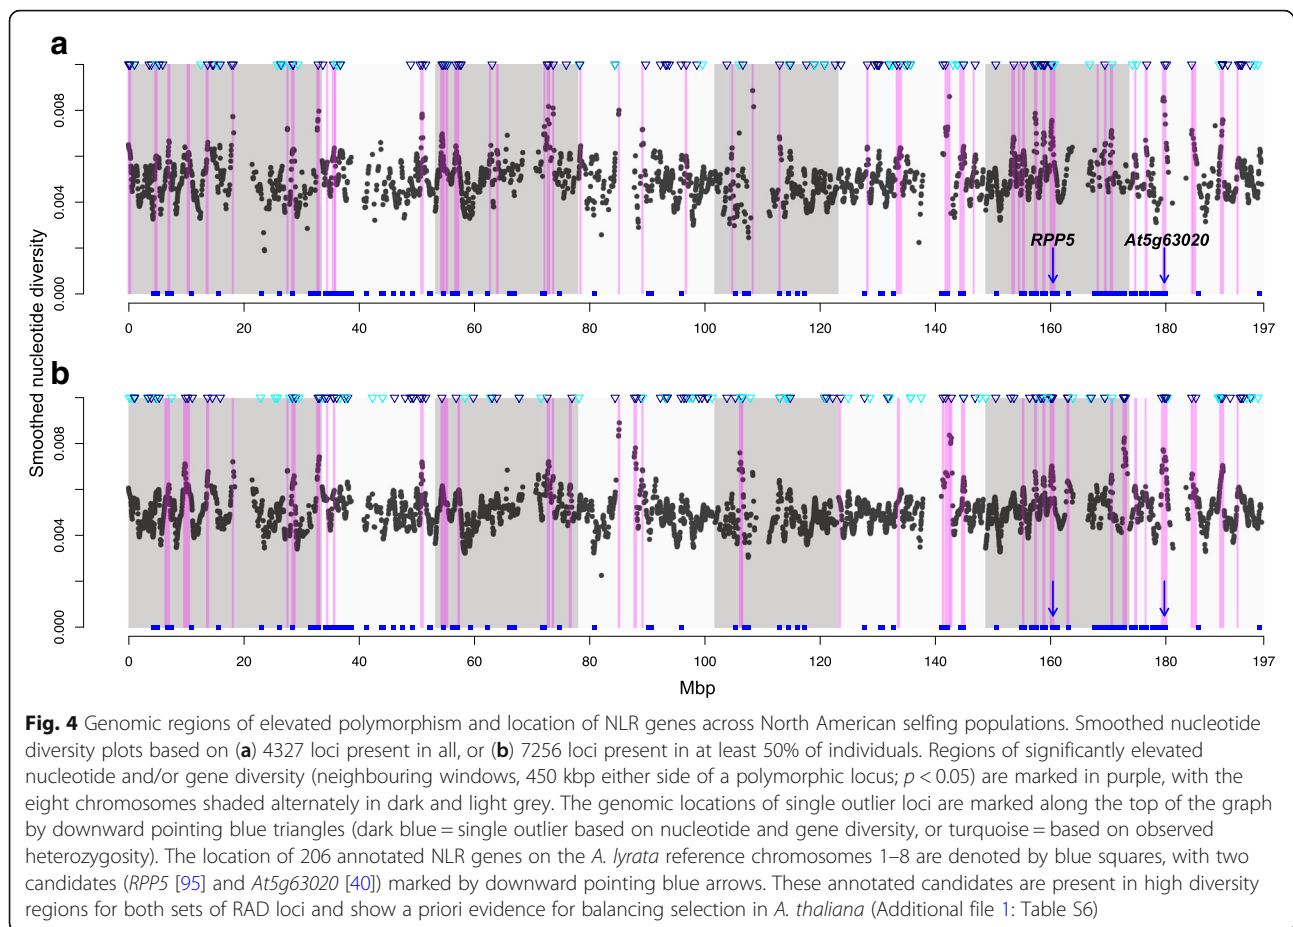 a
0.008
0.004
0.000
RPP5
At5g63020
0 20 40 60 80 100 120 140 160 180 197
Smoothed nucleotide diversity
b
0.008
0.004
0.000
0 20 40 60 80 100 120 140 160 180 197
Mbp
Fig. 4 Genomic regions of elevated polymorphism and location of NLR genes across North American selfing populations. Smoothed nucleotide
diversity plots based on (a) 4327 loci present in all, or (b) 7256 loci present in at least 50% of individuals. Regions of significantly elevated
nucleotide and/or gene diversity (neighbouring windows, 450 kbp either side of a polymorphic locus; p < 0.05) are marked in purple, with the
eight chromosomes shaded alternately in dark and light grey. The genomic locations of single outlier loci are marked along the top of the graph
by downward pointing blue triangles (dark blue = single outlier based on nucleotide and gene diversity, or turquoise = based on observed
heterozygosity). The location of 206 annotated NLR genes on the A. lyrata reference chromosomes 1–8 are denoted by blue squares, with two
candidates (RPP5 [95] and At5g63020 [40]) marked by downward pointing blue arrows. These annotated candidates are present in high diversity
regions for both sets of RAD loci and show a priori evidence for balancing selection in A. thaliana (Additional file 1: Table S6)